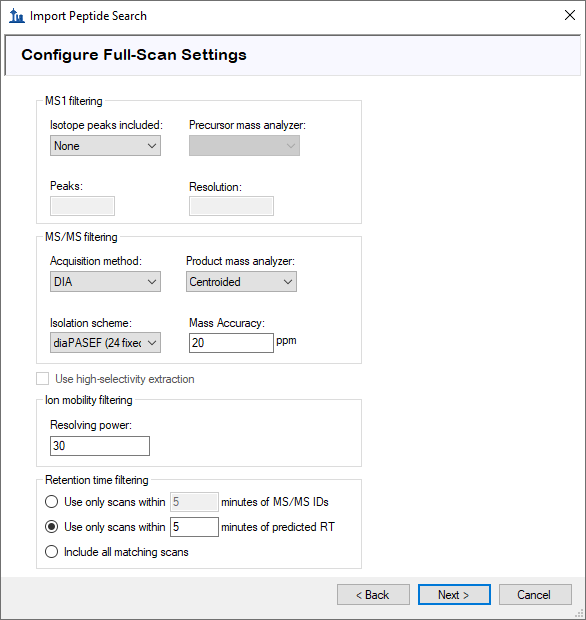 Import Peptide Search
Configure Full-Scan Settings
MS1 filtering
Isotope peaks included: Precursor mass analyzer:
None
Peaks: Resolution:
MS/MS filtering
Acquisition method: Product mass analyzer:
DIA Centroided
Isolation scheme: Mass Accuracy:
diaPASEF (24 fixed 20 ppm
Use high-selectivity extraction
Ion mobility filtering
Resolving power:
30
Retention time filtering
Use only scans within 5 minutes of MS/MS IDs
Use only scans within 5 minutes of predicted RT
Include all matching scans
< Back Next > Cancel